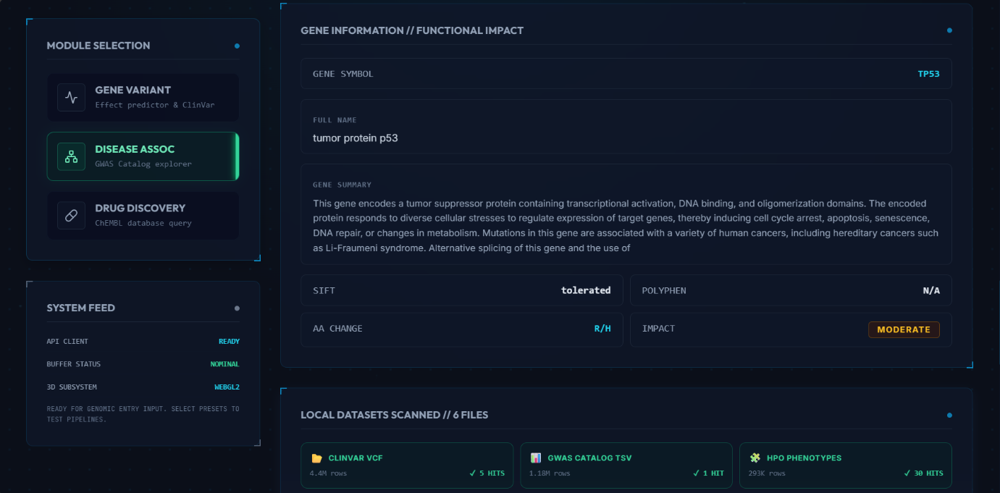 MODULE SELECTION
GENE VARIANT
Effect predictor & ClinVar
DISEASE ASSOC
GWAS Catalog explorer
DRUG DISCOVERY
ChEMBL database query
SYSTEM FEED
API CLIENT READY
BUFFER STATUS NOMINAL
3D SUBSYSTEM WEBGL2
READY FOR GENOMIC ENTRY INPUT. SELECT PRESETS TO
TEST PIPELINES.
GENE INFORMATION // FUNCTIONAL IMPACT
GENE SYMBOL TP53
FULL NAME
tumor protein p53
GENE SUMMARY
This gene encodes a tumor suppressor protein containing transcriptional activation, DNA binding, and oligomerization domains. The encoded
protein responds to diverse cellular stresses to regulate expression of target genes, thereby inducing cell cycle arrest, apoptosis, senescence,
DNA repair, or changes in metabolism. Mutations in this gene are associated with a variety of human cancers, including hereditary cancers such
as Li-Fraumeni syndrome. Alternative splicing of this gene and the use of
SIFT tolerated POLYPHEN N/A
AA CHANGE R/H IMPACT MODERATE
LOCAL DATASETS SCANNED // 6 FILES
CLINVAR VCF
4.4M rows ✓ 5 HITS
GWAS CATALOG TSV
1.18M rows ✓ 1 HIT
HPO PHENOTYPES
293K rows ✓ 30 HITS